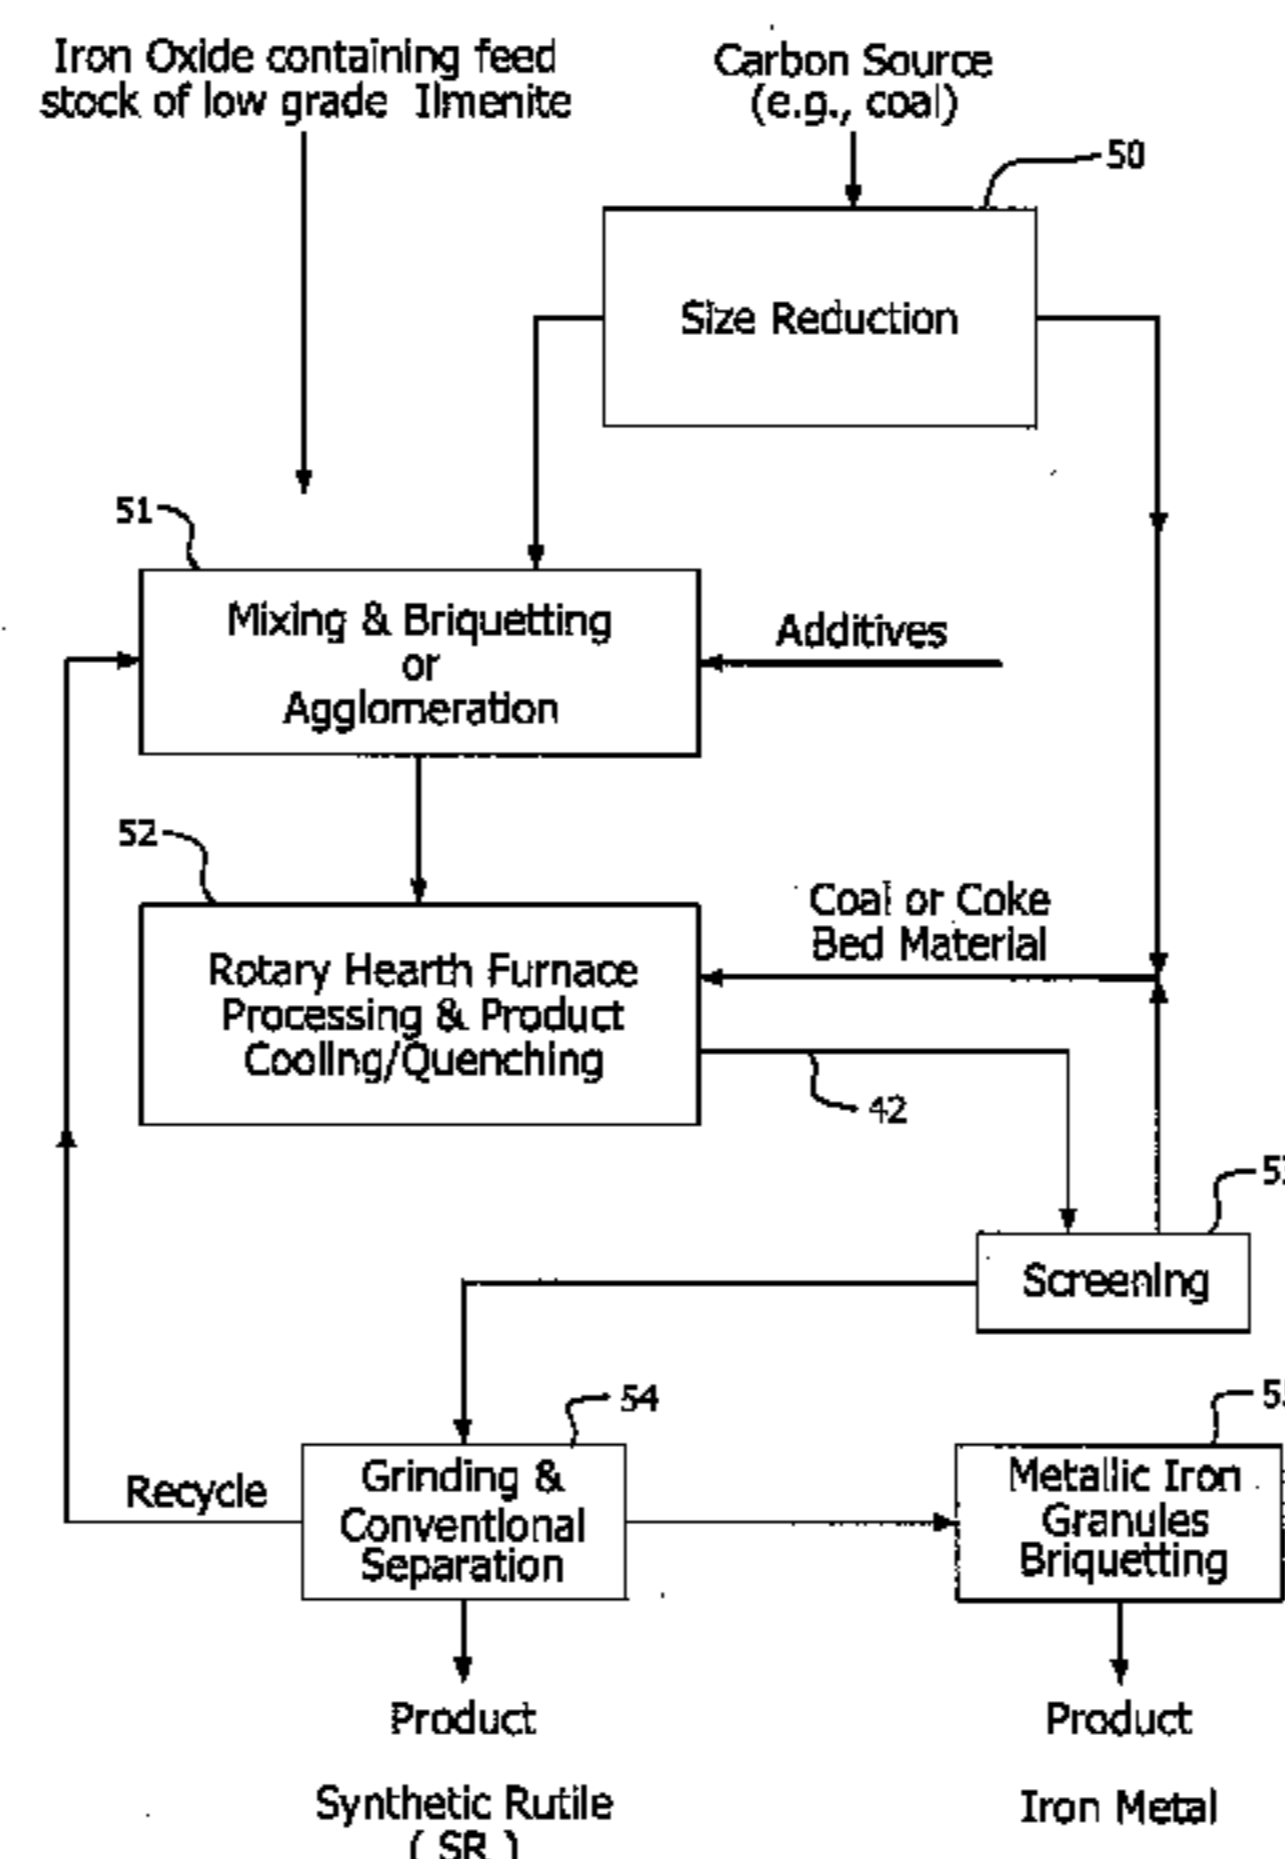 Iron Oxide containing feed
stock of low grade Ilmenite
Carbon Source
(e.g., coal)
50
Size Reduction
51
Mixing & Briquetting
or
Agglomeration
Additives
52
Rotary Hearth Furnace
Processing & Product
Cooling/Quenching
Coal or Coke
Bed Material
42
Screening
54
Grinding &
Conventional
Separation
Recycle
Metallic Iron
Granules
Briquetting
Product
Synthetic Rutile
( SR )
Product
Iron Metal